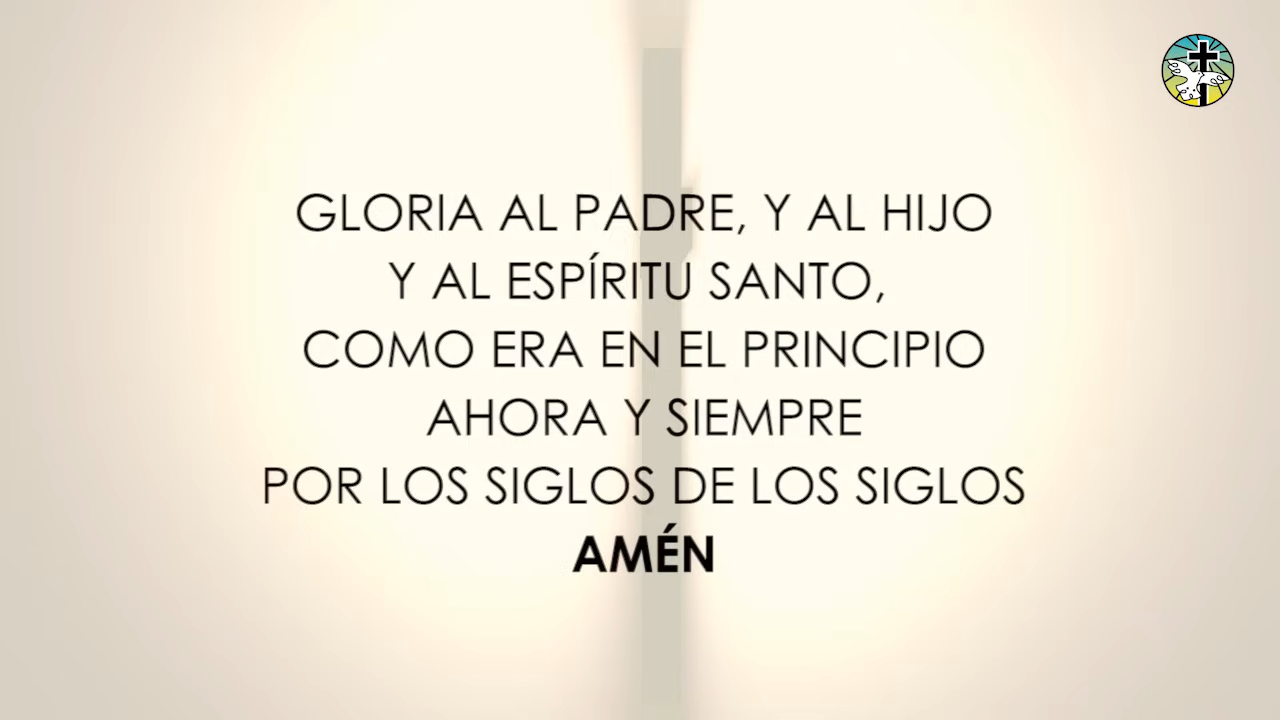 GLORIA AL PADRE, Y AL HIJO
Y AL ESPÍRITU SANTO,
COMO ERA EN EL PRINCIPIO
AHORA Y SIEMPRE
POR LOS SIGLOS DE LOS SIGLOS
AMÉN